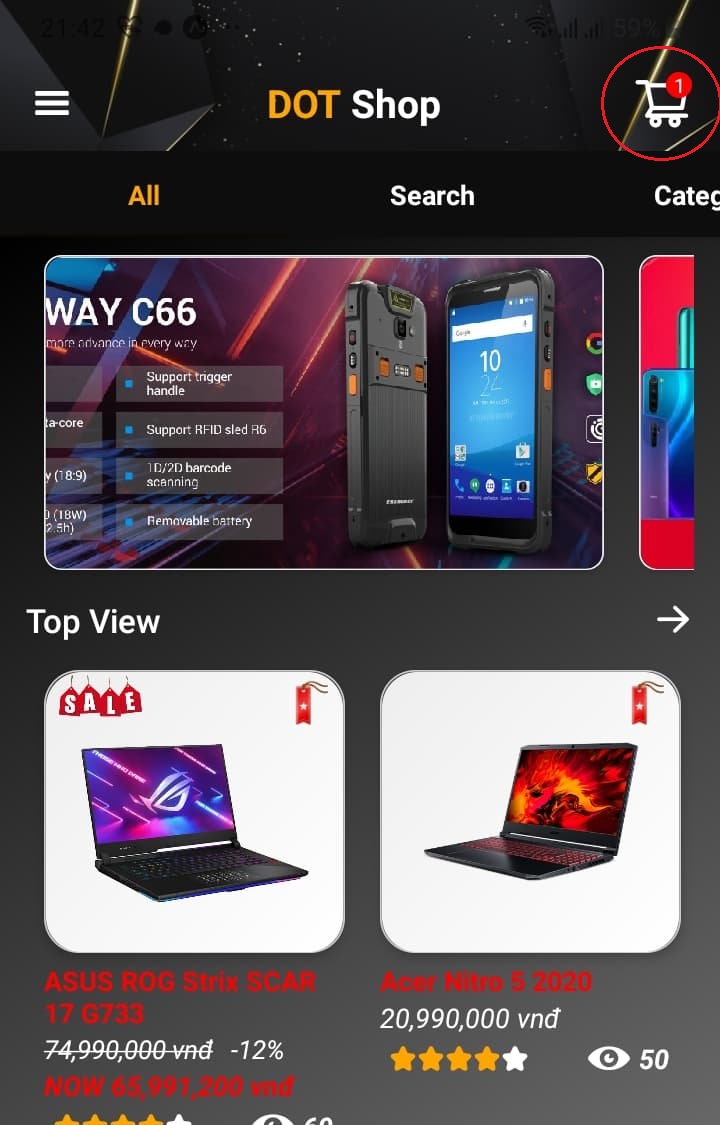 21:42
59%
DOT Shop
1
All Search Categ
WAY C66
more advance in every way
Support trigger
handle
ta-core
Support RFID sled R6
y (18:9)
1D/2D barcode
scanning
0 (18W)
2.5h)
Removable battery
Google
10
24
Top View
SALE
ASUS ROG Strix SCAR
17 G733
74,990,000 vnđ -12%
NOW 65,991,200 vnđ
Acer Nitro 5 2020
20,990,000 vnđ
50